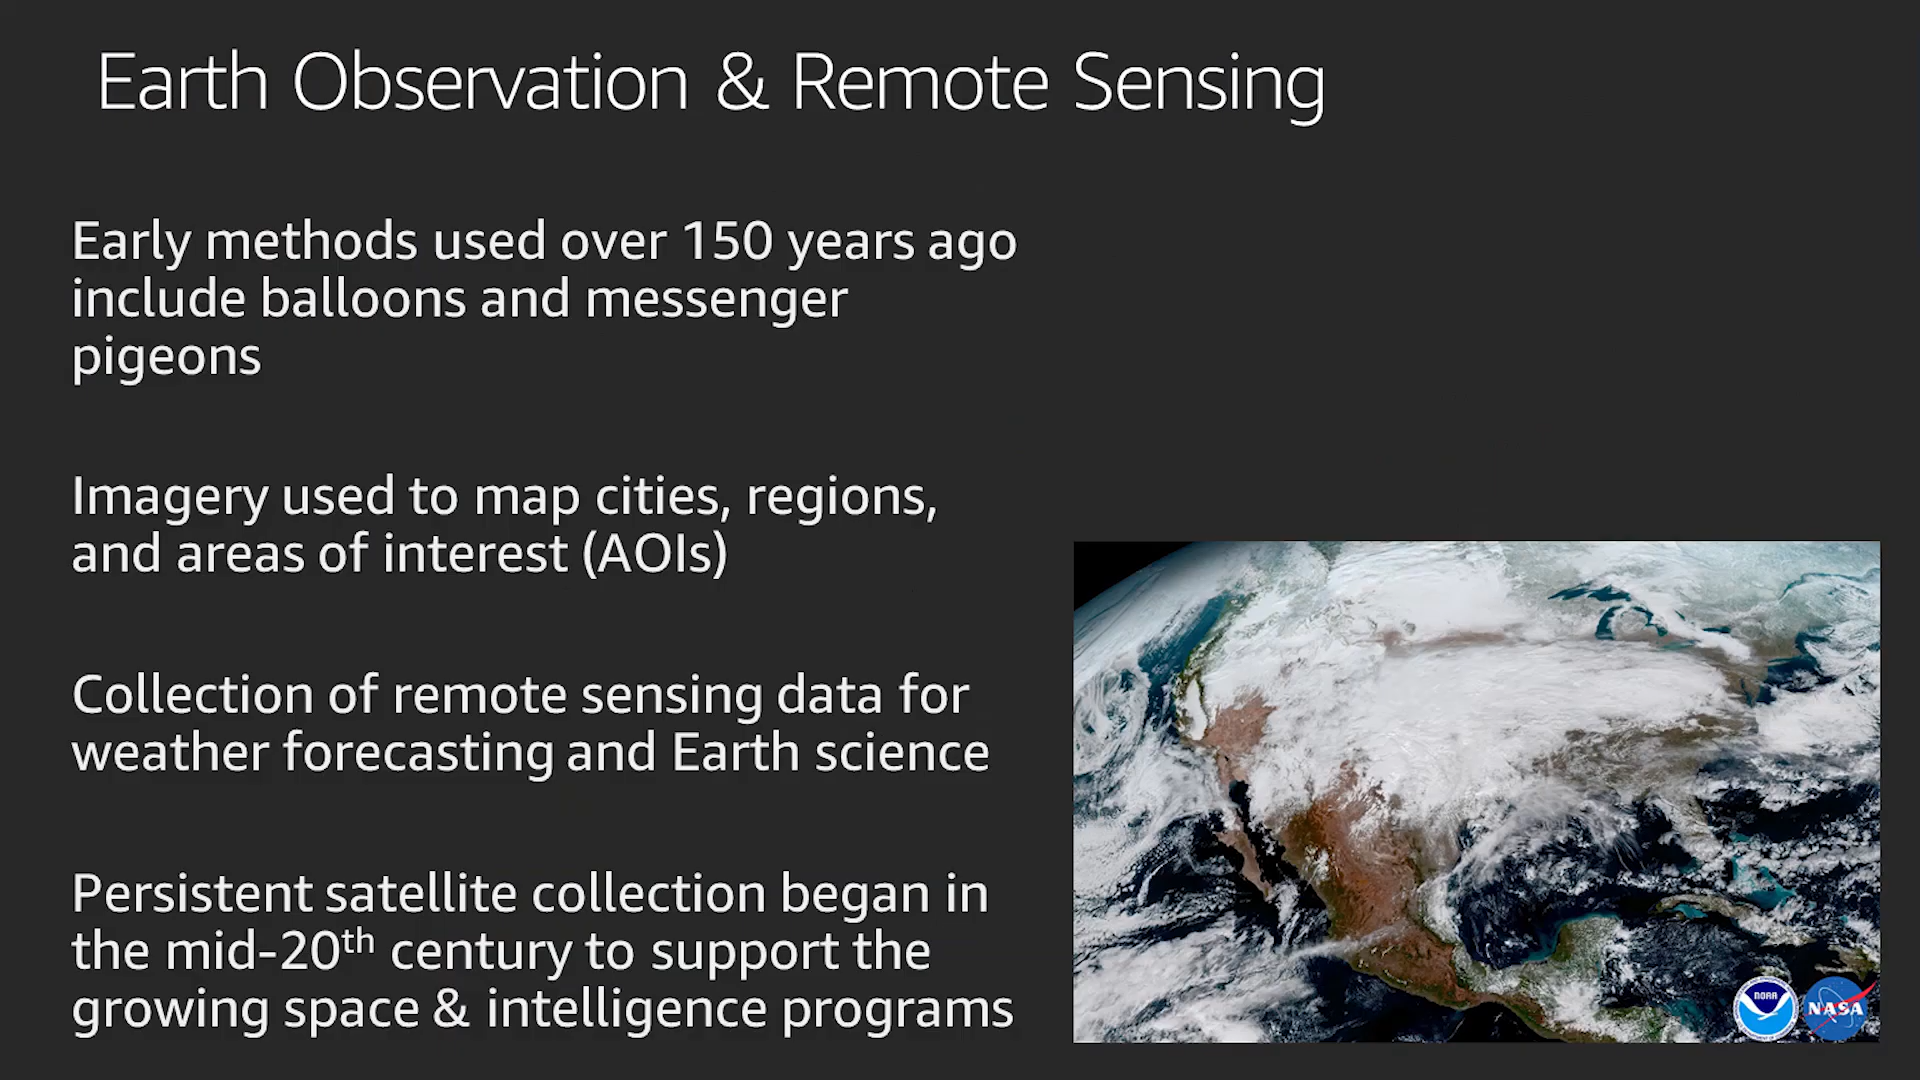 Earth Observation & Remote Sensing
Early methods used over 150 years ago
include balloons and messenger
pigeons
Imagery used to map cities, regions,
and areas of interest (AOIs)
Collection of remote sensing data for
weather forecasting and Earth science
Persistent satellite collection began in
the mid-20th century to support the
growing space & intelligence programs
NOAA
NASA